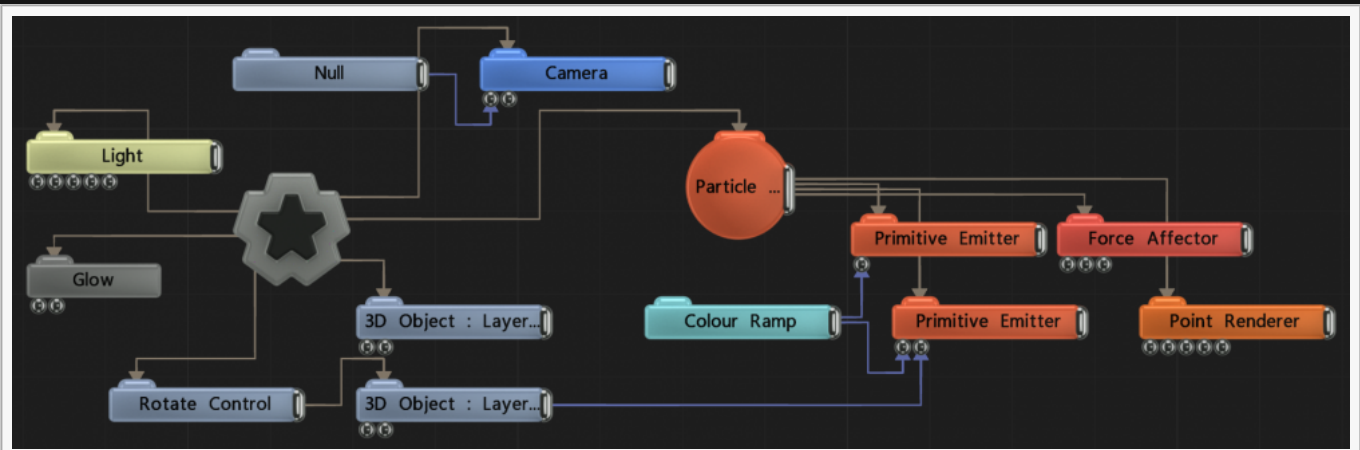 Null
Camera
Light
Particle ...
Primitive Emitter
Force Affector
Glow
3D Object : Layer...
Colour Ramp
Primitive Emitter
Point Renderer
Rotate Control
3D Object : Layer...